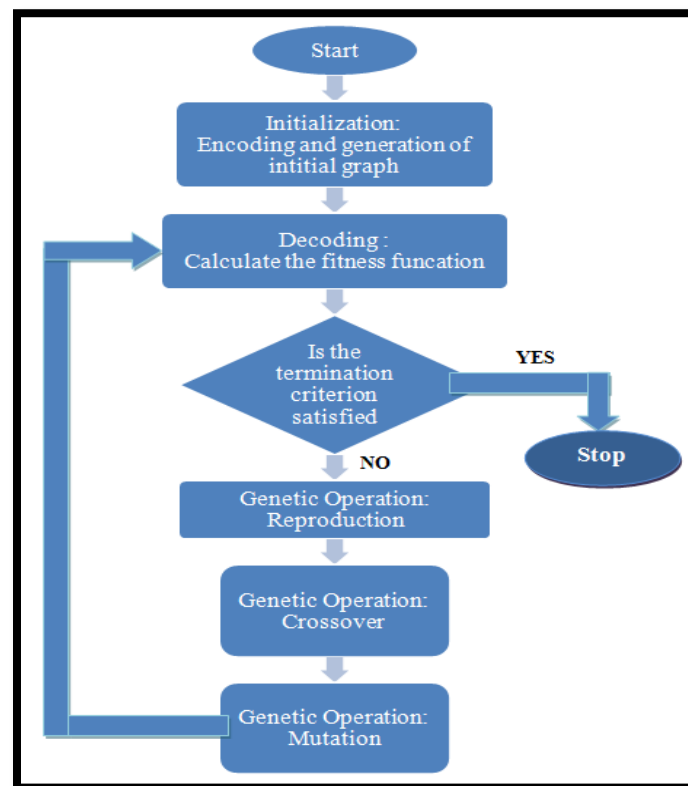 Start
Initialization:
Encoding and generation of
intitial graph
Decoding :
Calculate the fitness funcation
Is the
termination
criterion
satisfied
YES
Stop
NO
Genetic Operation:
Reproduction
Genetic Operation:
Crossover
Genetic Operation:
Mutation